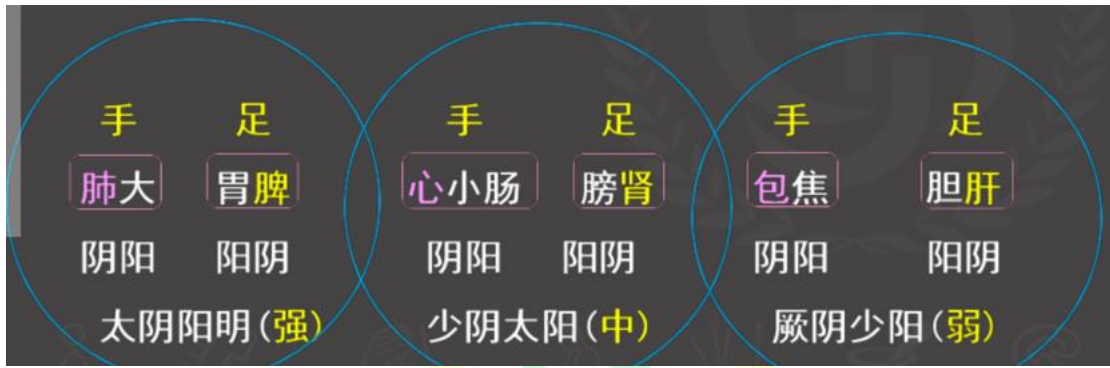 手 足 手 足 手 足
肺大 胃脾 心小肠 膀肾 包焦 胆肝
阴阳 阳阴 阴阳 阳阴 阴阳 阳阴
太阴阳明(强) 少阴太阳(中) 厥阴少阳(弱)